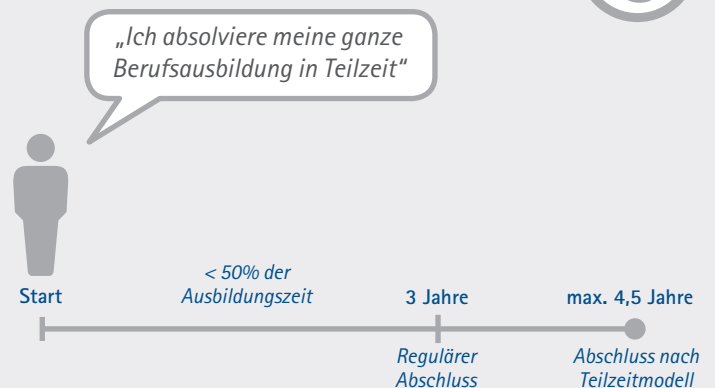 „Ich absolviere meine ganze
Berufsausbildung in Teilzeit“
< 50% der
Ausbildungszeit
Start
3 Jahre
max. 4,5 Jahre
Regulärer
Abschluss
Abschluss nach
Teilzeitmodell